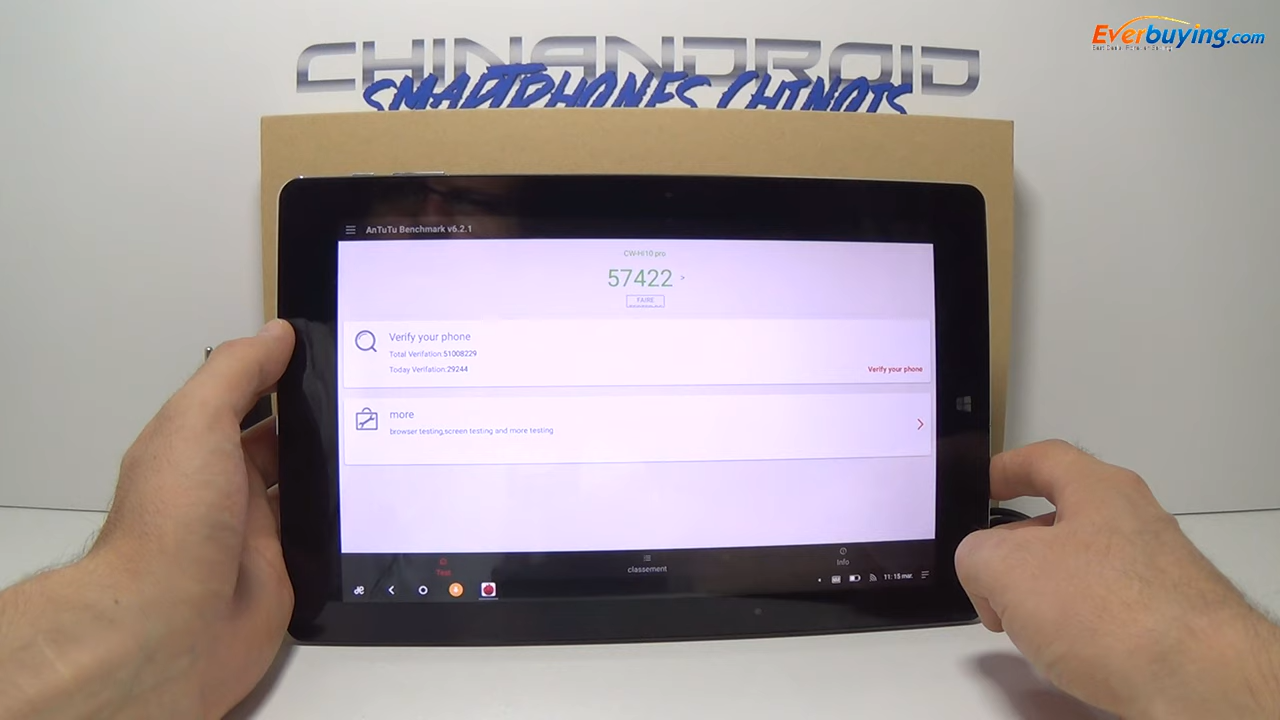 Everbuying.com
CHINANDROID
SMARTPHONES CHINOIS
AnTuTu Benchmark v6.2.1
CW-Hi10 pro
57422 >
FAIRE
Verify your phone
Total Verifation:51008229
Today Verifation:29244
Verify your phone
more
browser testing,screen testing and more testing
Test
classement
Info
11:15 mar.